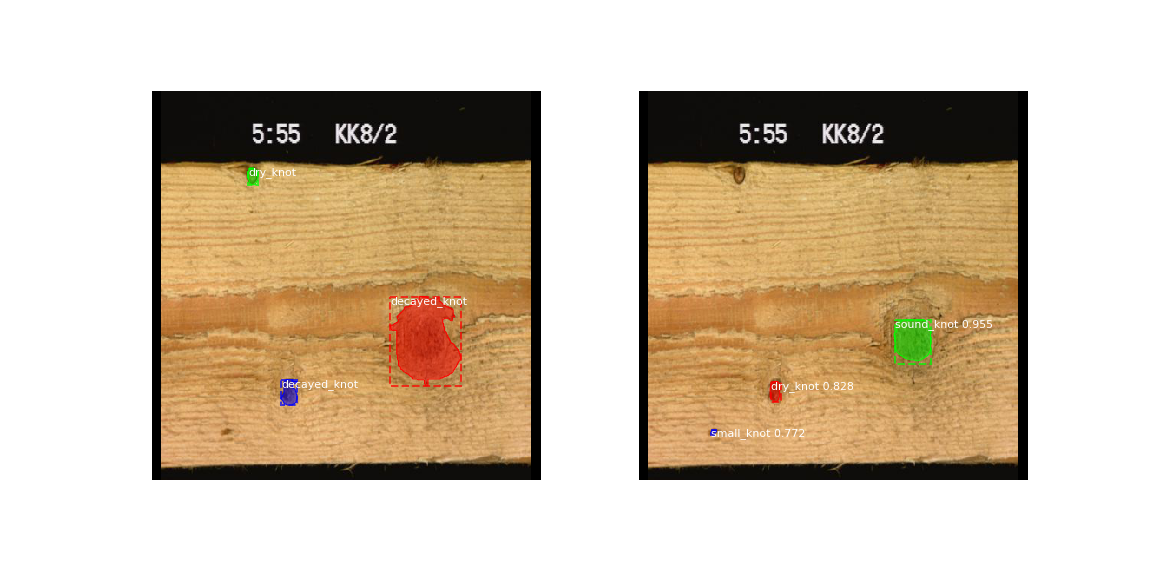 5:55 KK8/2
dry_knot
decayed_knot
decayed_knot
5:55 KK8/2
sound_knot 0.955
dry_knot 0.828
small_knot 0.772